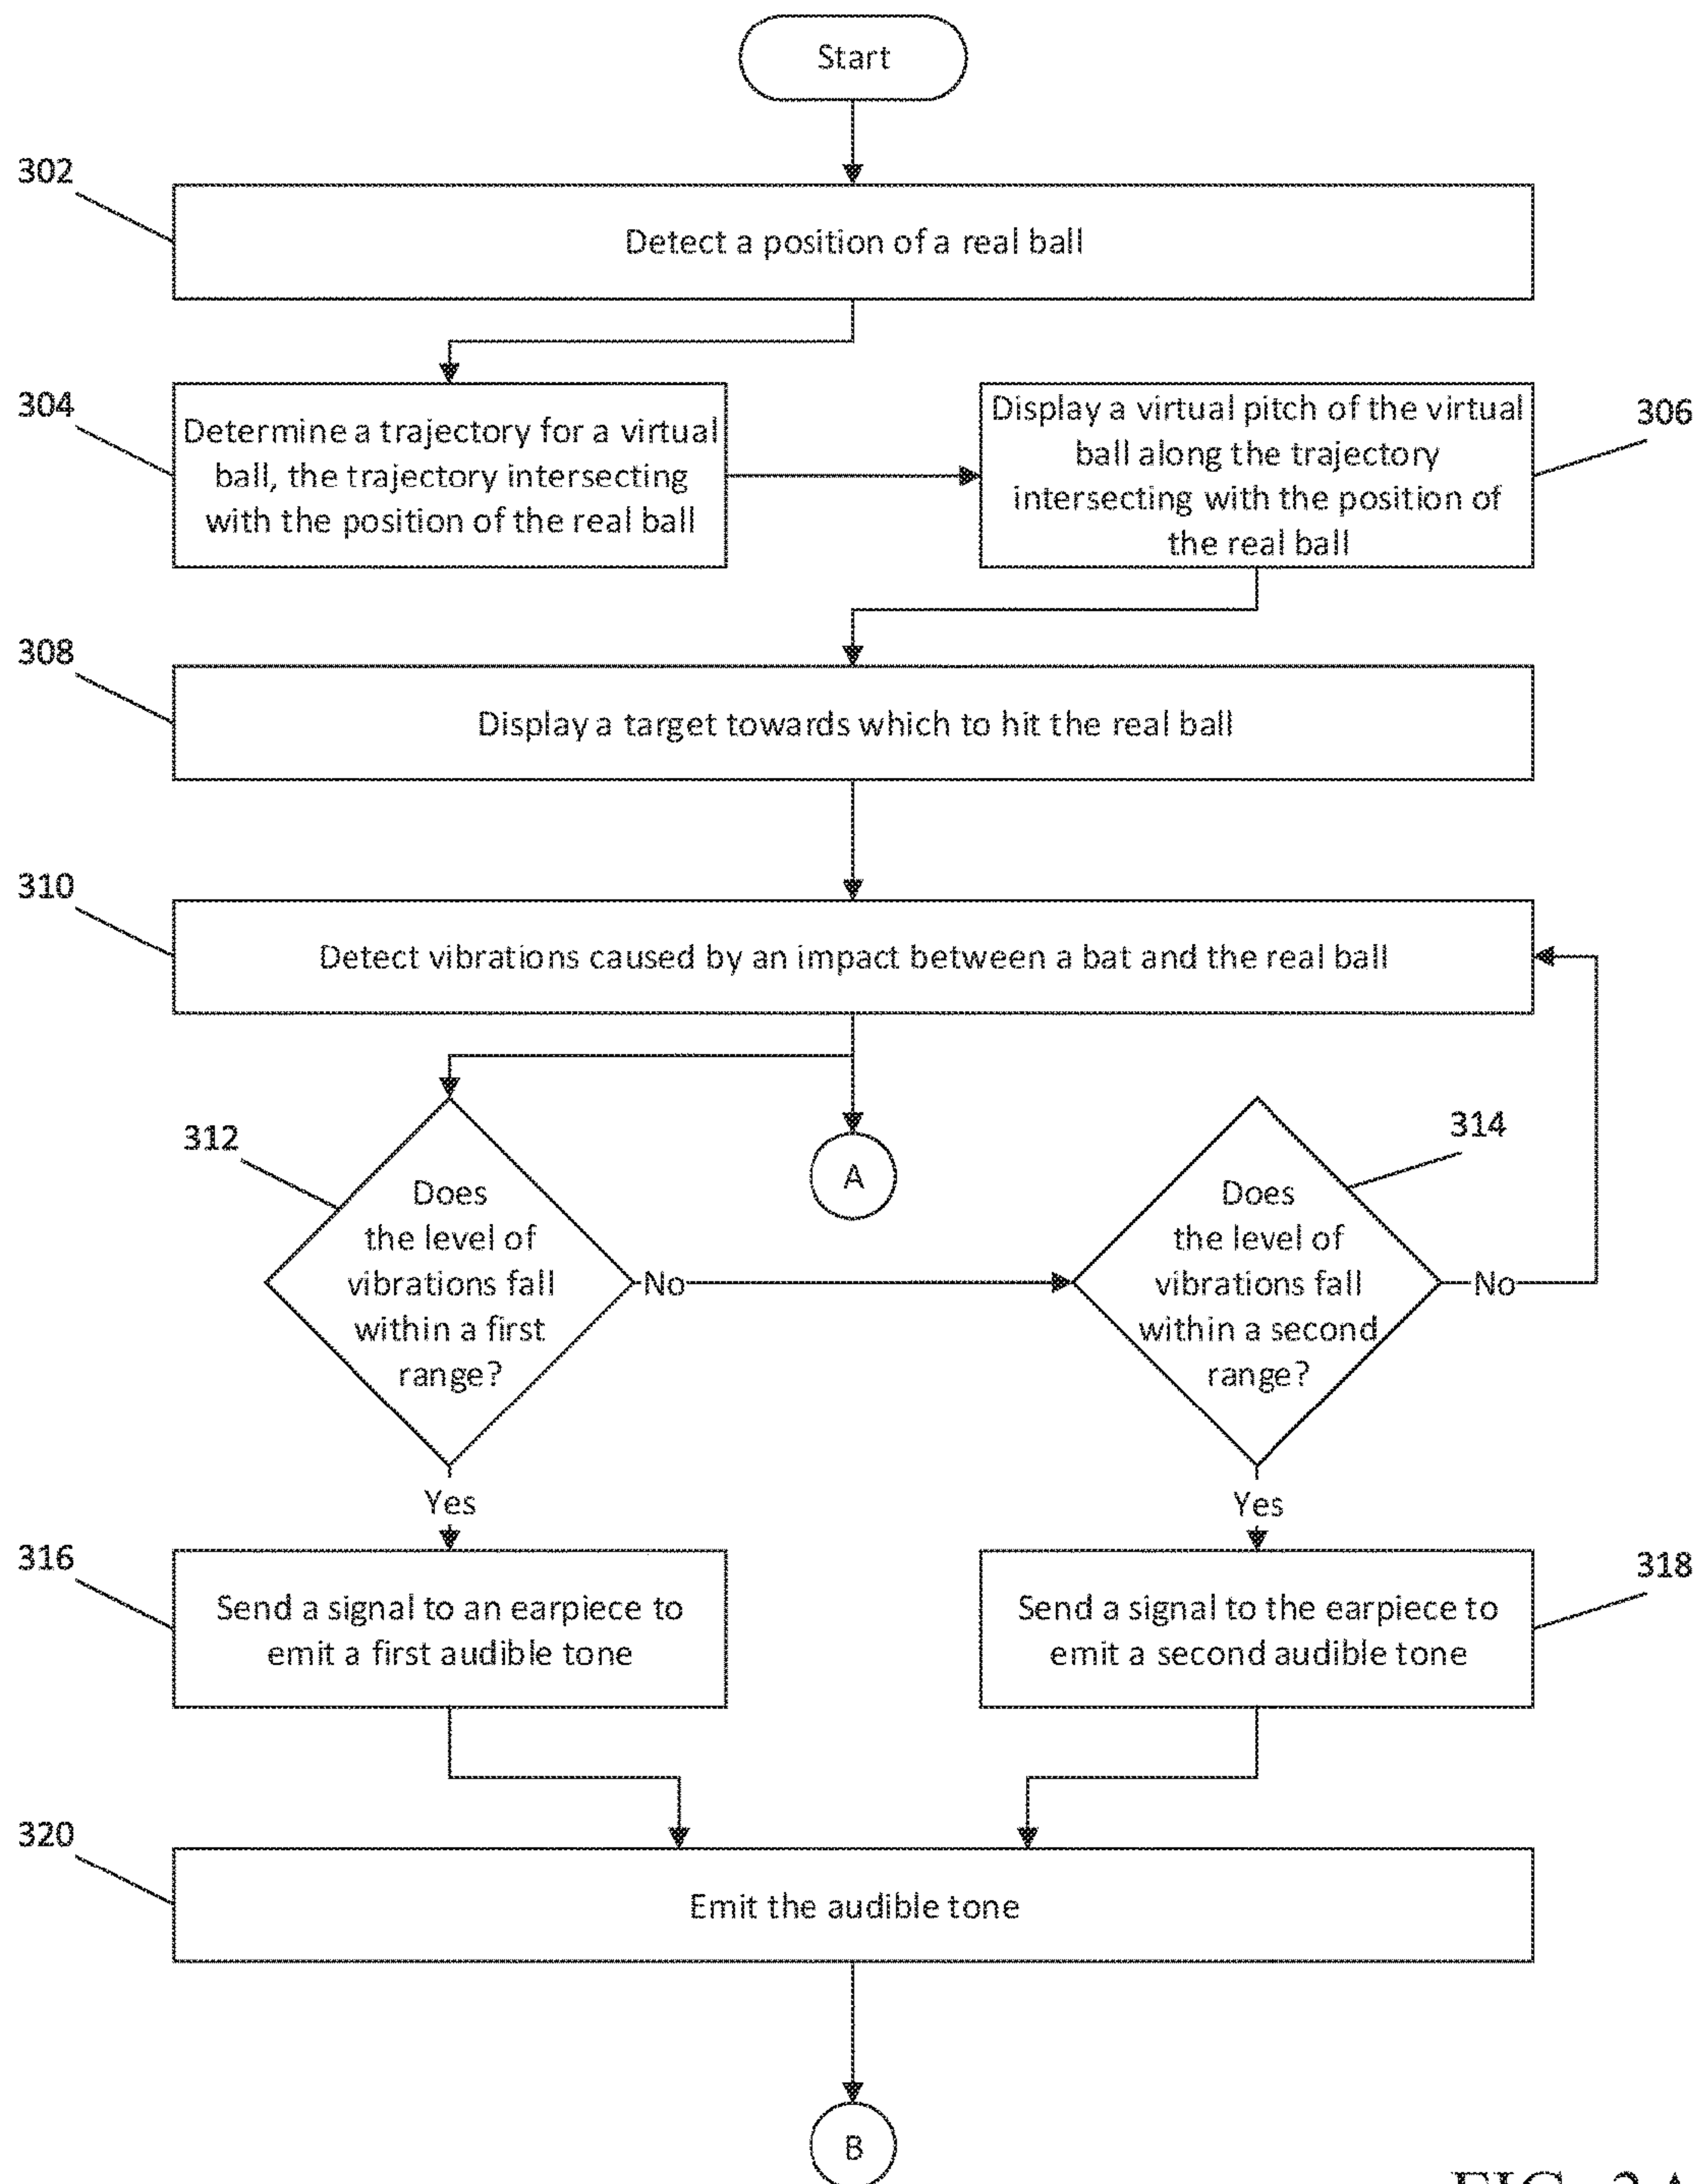 Start
302
Detect a position of a real ball
304
Determine a trajectory for a virtual
ball, the trajectory intersecting
with the position of the real ball
Display a virtual pitch of the virtual
ball along the trajectory
intersecting with the position of
the real ball
306
308
Display a target towards which to hit the real ball
310
Detect vibrations caused by an impact between a bat and the real ball
312
Does
the level of
vibrations fall
within a first
range?
No
A
314
Does
the level of
vibrations fall
within a second
range?
No
Yes
Yes
316
Send a signal to an earpiece to
emit a first audible tone
Send a signal to the earpiece to
emit a second audible tone
318
320
Emit the audible tone
B